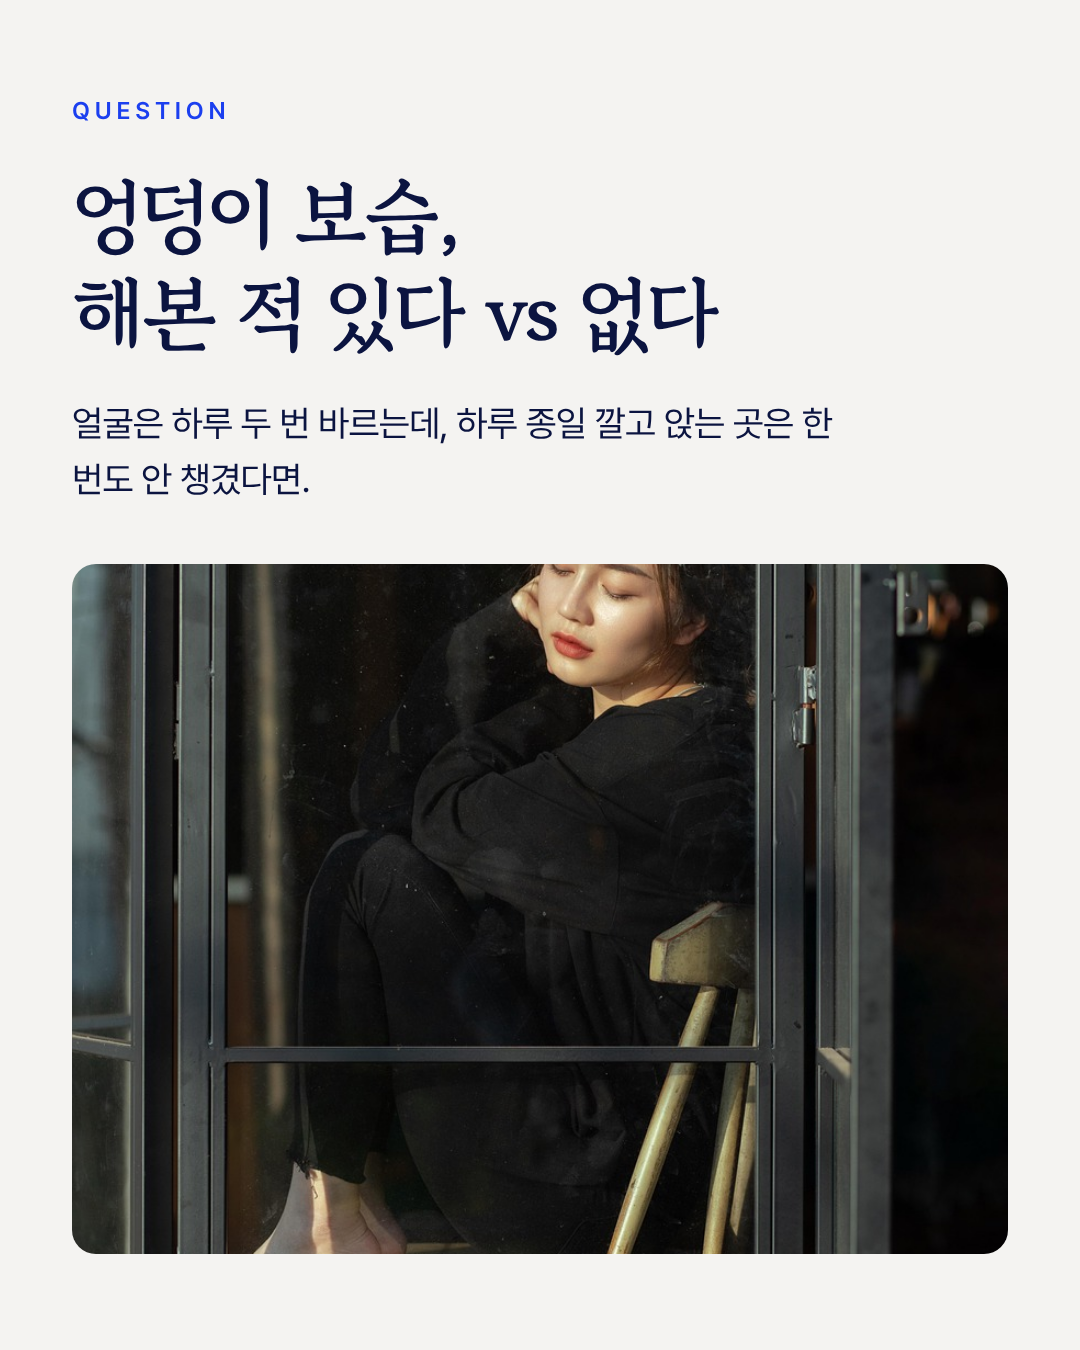 QUESTION
엉덩이 보습,
해본 적 있다 vs 없다
얼굴은 하루 두 번 바르는데, 하루 종일 깔고 앉는 곳은 한
번도 안 챙겼다면.